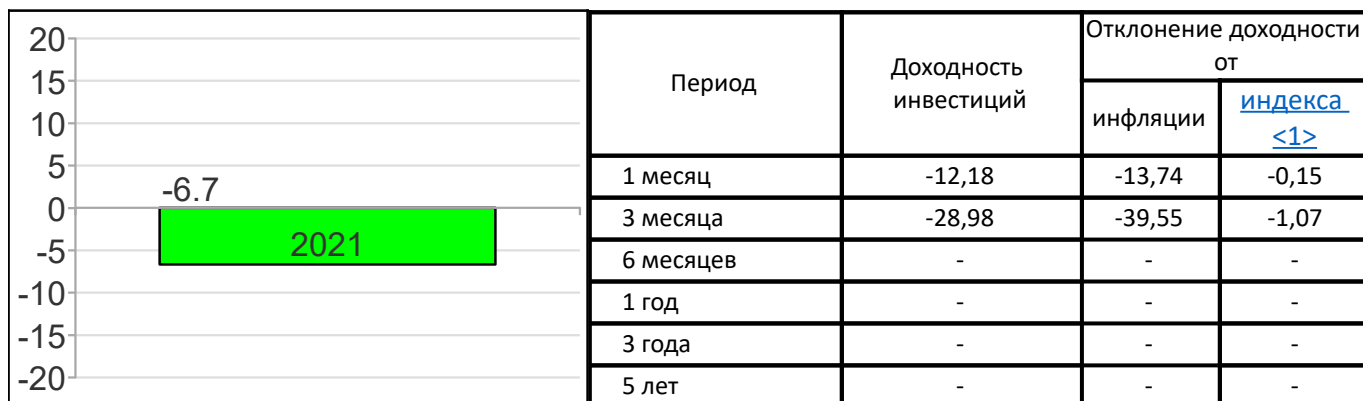 20
15
10
5
0
-5
-10
-15
-20
-6.7
2021
Период
Доходность
инвестиций
Отклонение доходности
от
инфляции
индекса
<1>
1 месяц -12,18 -13,74 -0,15
3 месяца -28,98 -39,55 -1,07
6 месяцев - - -
1 год - - -
3 года - - -
5 лет - - -